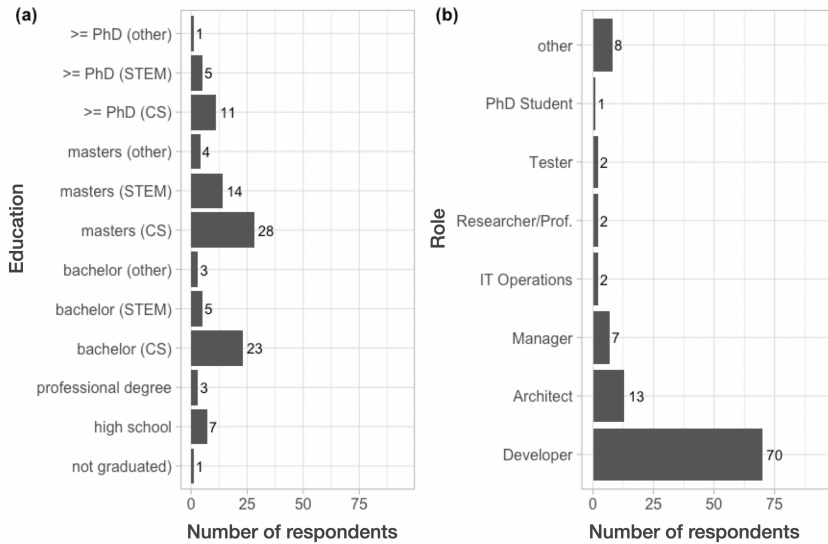 (a)
Education
>= PhD (other) 1
>= PhD (STEM) 5
>= PhD (CS) 11
masters (other) 4
masters (STEM) 14
masters (CS) 28
bachelor (other) 3
bachelor (STEM) 5
bachelor (CS) 23
professional degree 3
high school 7
not graduated) 1
0 25 50 75
Number of respondents
(b)
Role
other 8
PhD Student 1
Tester 2
Researcher/Prof. 2
IT Operations 2
Manager 7
Architect 13
Developer 70
0 25 50 75
Number of respondents